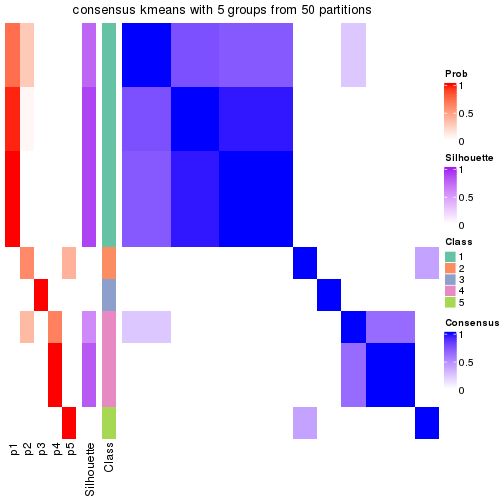 consensus kmeans with 5 groups from 50 partitions
Prob
1
0.5
0
Silhouette
1
0.5
0
Class
1
2
3
4
5
Consensus
1
0.5
0
p1
p2
p3
p4
p5
Silhouette
Class